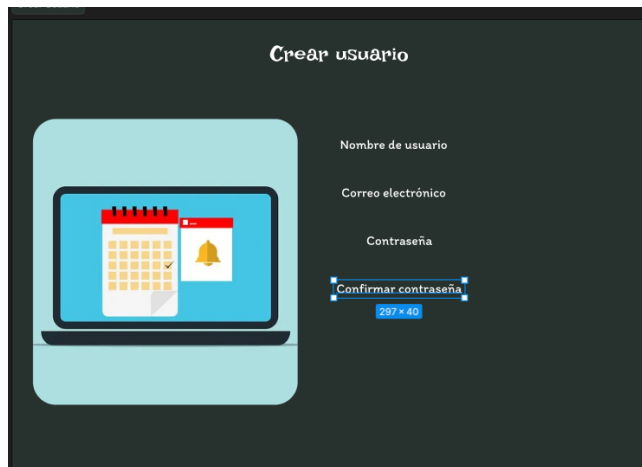 Crear usuario
Nombre de usuario
Correo electrónico
Contraseña
Confirmar contraseña
297 × 40